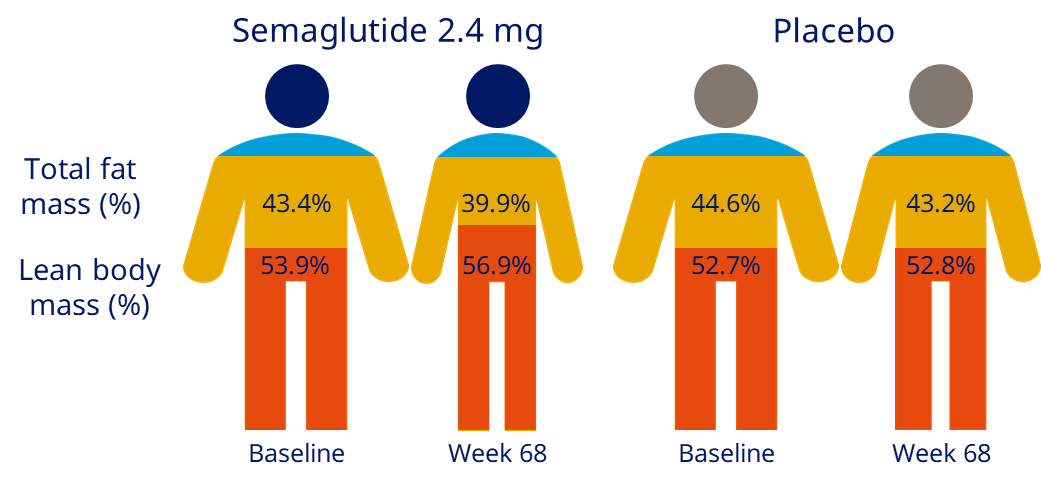 Semaglutide 2.4 mg
Placebo
Total fat
mass (%)
43.4%
39.9%
44.6%
43.2%
Lean body
mass (%)
53.9%
56.9%
52.7%
52.8%
Baseline
Week 68
Baseline
Week 68